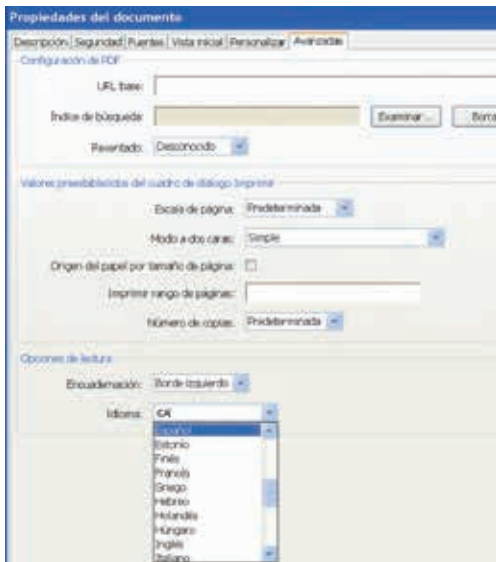 Propiedades del documento
Descripción Seguridad Fuentes Vista inicial Personalizar Avanzadas
Configuración de PDF
URL base:
Índice de búsqueda: Examinar... Borra
Reventado: Desconocido
Valores preestablecidos del cuadro de diálogo Imprimir
Escala de página: Predeterminada
Modo a dos caras: Simple
Origen del papel por tamaño de página:
Imprimir rango de páginas:
Número de copias: Predeterminada
Opciones de lectura
Encuadernación: Borde izquierdo
Idioma: CA
Español
Estonio
Finés
Francés
Griego
Hebreo
Holandés
Húngaro
Inglés
Italiano